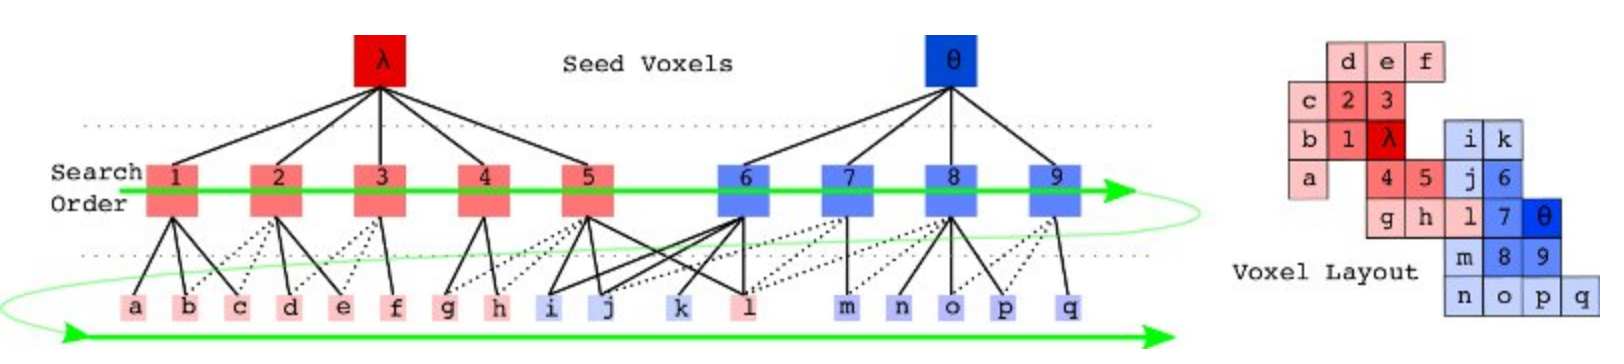 λ Seed Voxels θ
Search Order
1 2 3 4 5 6 7 8 9
a b c d e f g h i j k l m n o p q
d e f
c 2 3
b 1 λ i k
a 4 5 j 6
g h l 7 θ
m 8 9
n o p q
Voxel Layout